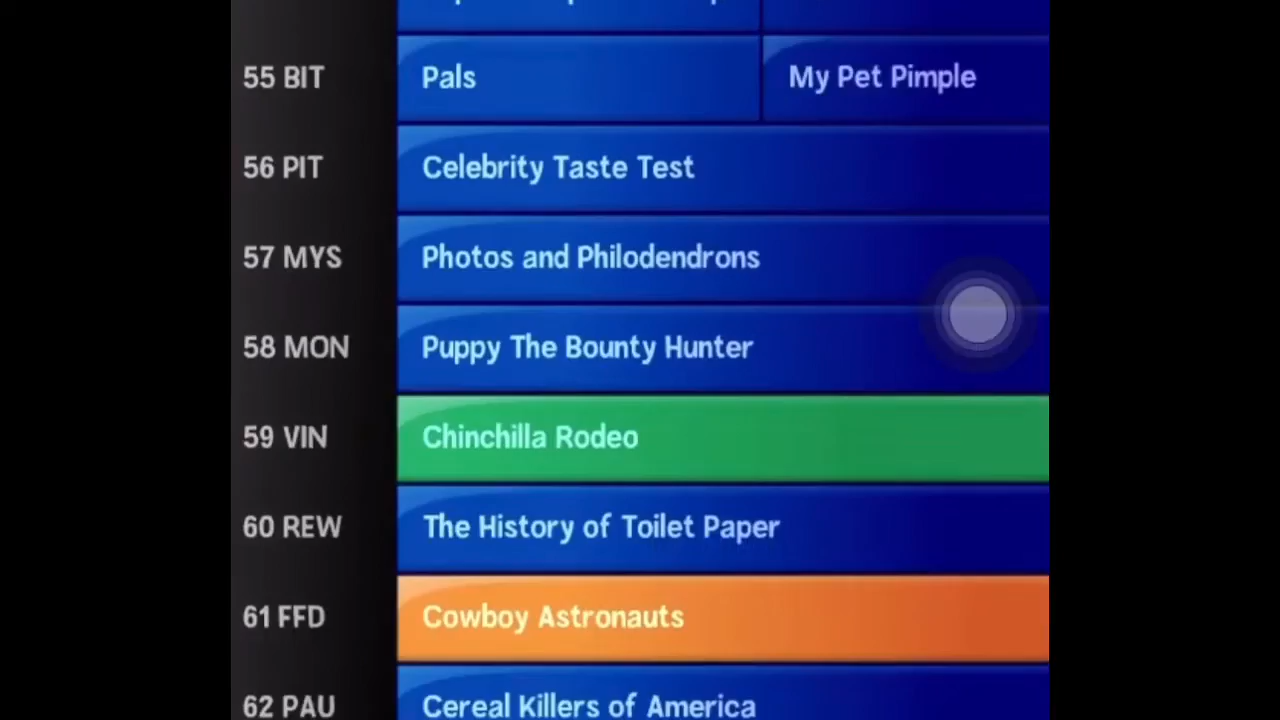 55 BIT Pals My Pet Pimple
56 PIT Celebrity Taste Test
57 MYS Photos and Philodendrons
58 MON Puppy The Bounty Hunter
59 VIN Chinchilla Rodeo
60 REW The History of Toilet Paper
61 FFD Cowboy Astronauts
62 PAU Cereal Killers of America